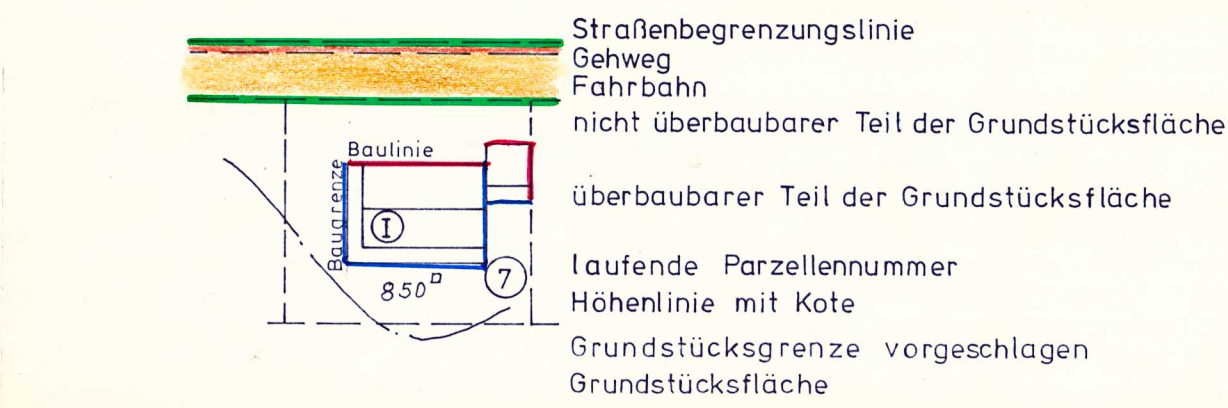 Straßenbegrenzungslinie
Gehweg
Fahrbahn
nicht überbaubarer Teil der Grundstücksfläche
Baulinie
Baugrenze
überbaubarer Teil der Grundstücksfläche
I
laufende Parzellennummer
7
850
Höhenlinie mit Kote
Grundstücksgrenze vorgeschlagen
Grundstücksfläche